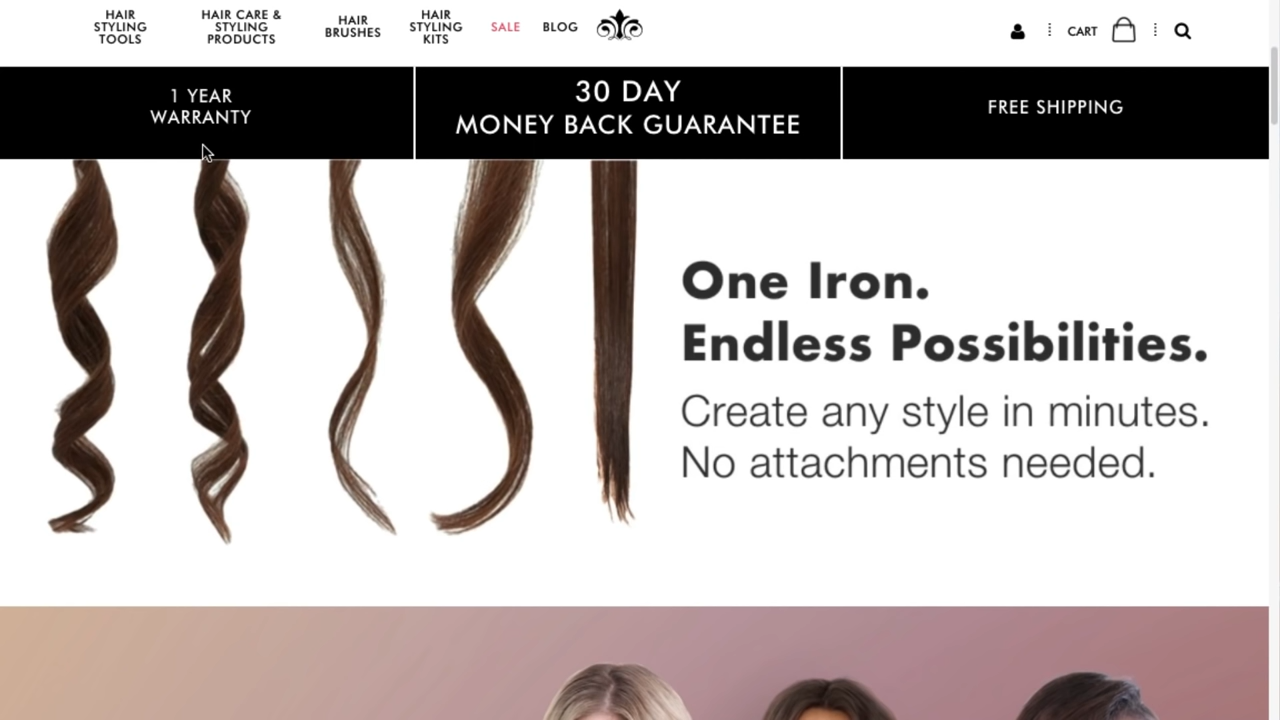 HAIR
STYLING
TOOLS
HAIR CARE &
STYLING
PRODUCTS
HAIR
BRUSHES
HAIR
STYLING
KITS
SALE
BLOG
CART
1 YEAR
WARRANTY
30 DAY
MONEY BACK GUARANTEE
FREE SHIPPING
One Iron.
Endless Possibilities.
Create any style in minutes.
No attachments needed.